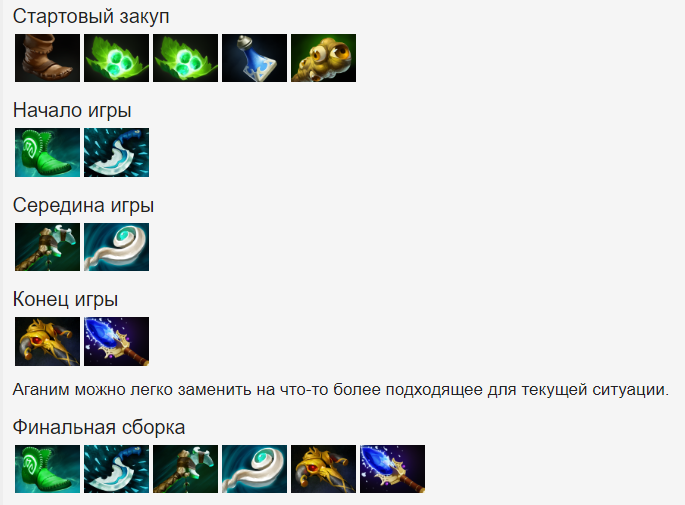 Стартовый закуп
Начало игры
Середина игры
Конец игры
Аганим можно легко заменить на что-то более подходящее для текущей ситуации.
Финальная сборка